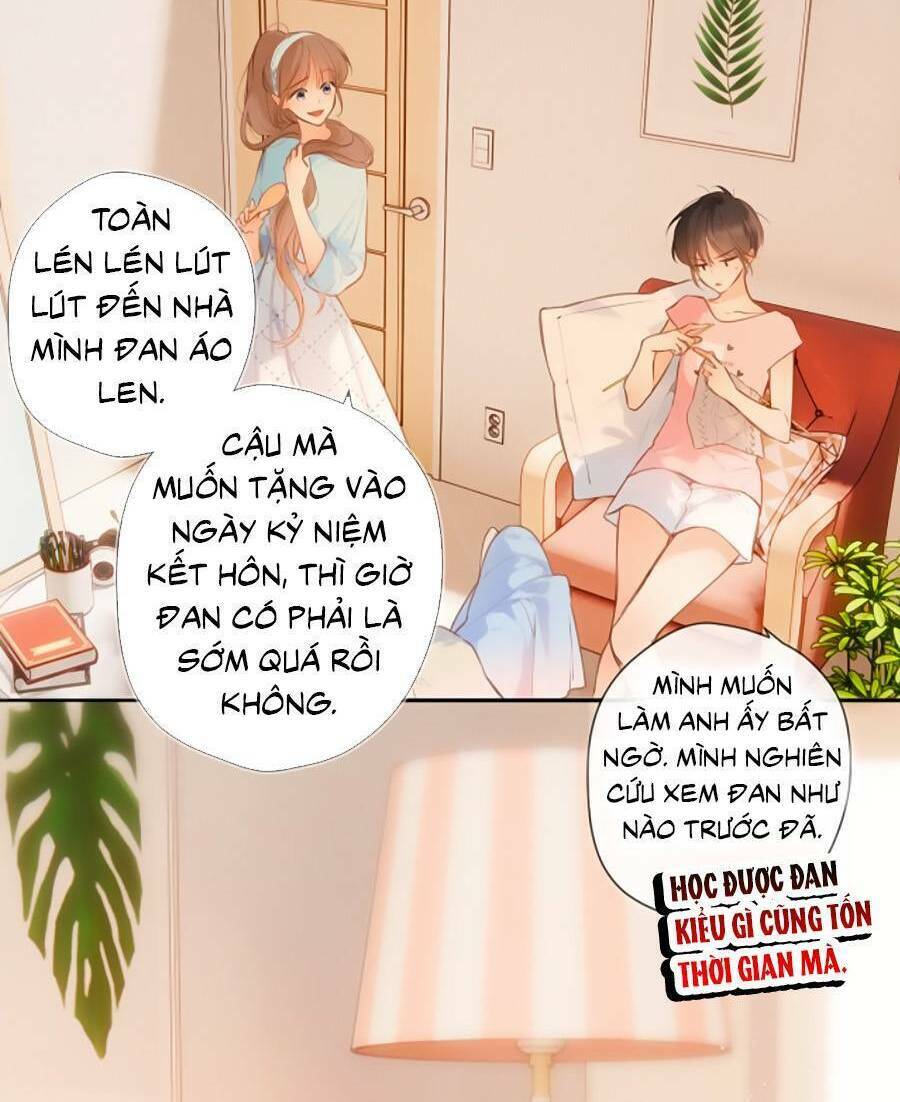 TOÀN
LÉN LÉN LÚT
LÚT ĐẾN NHÀ
MÌNH ĐAN ÁO
LEN.
CẬU MÀ
MUỐN TẶNG VÀO
NGÀY KỶ NIỆM
KẾT HÔN, THÌ GIỜ
ĐAN CÓ PHẢI LÀ
SỚM QUÁ RỒI
KHÔNG.
MÌNH MUỐN
LÀM ANH ẤY BẤT
NGỜ. MÌNH NGHIÊN
CỨU XEM ĐAN NHƯ
NÀO TRƯỚC ĐÃ.
HỌC ĐƯỢC ĐAN
KIỂU GÌ CŨNG TỐN
THỜI GIAN MÀ.